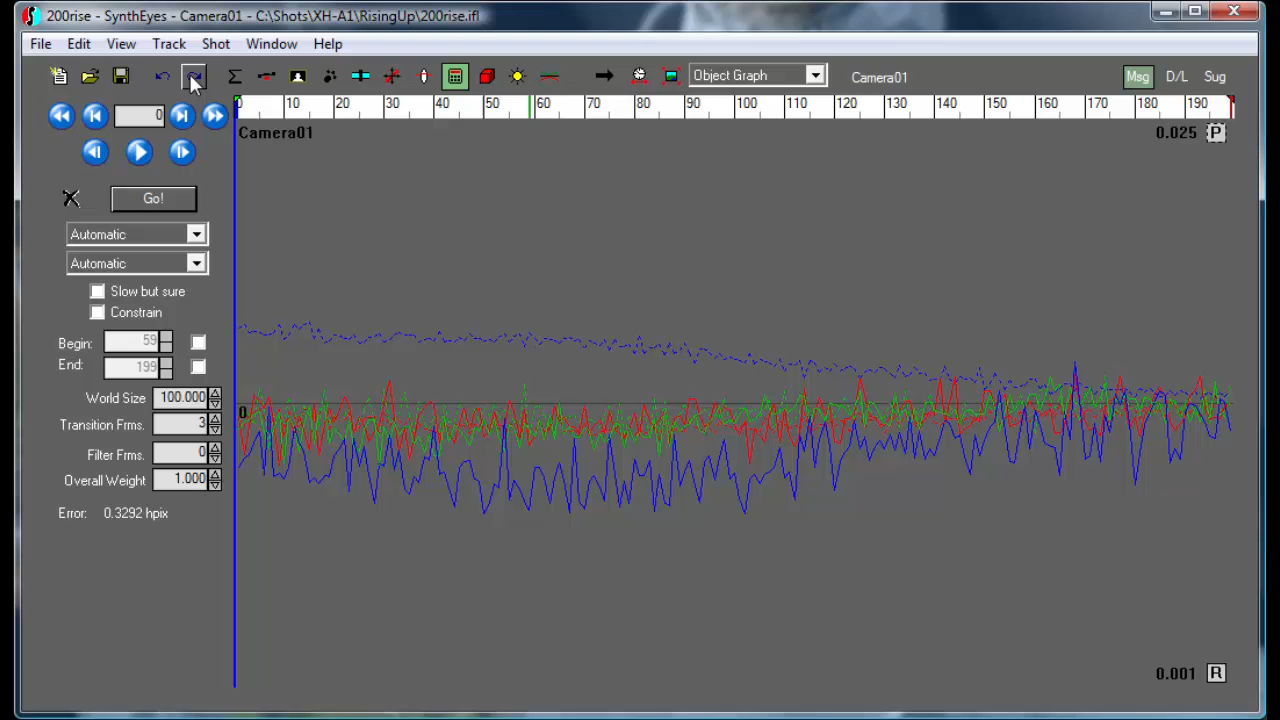 200rise - SynthEyes - Camera01 - C:\Shots\XH-A1\RisingUp\200rise.ifl
File Edit View Track Shot Window Help
Object Graph Camera01 Msg D/L Sug
0 0 10 20 30 40 50 60 70 80 90 100 110 120 130 140 150 160 170 180 190
Camera01 0.025 P
Go!
Automatic
Automatic
Slow but sure
Constrain
Begin: 59
End: 199
World Size 100.000
0
Transition Frms. 3
Filter Frms. 0
Overall Weight 1.000
Error: 0.3292 hpix
0.001 R